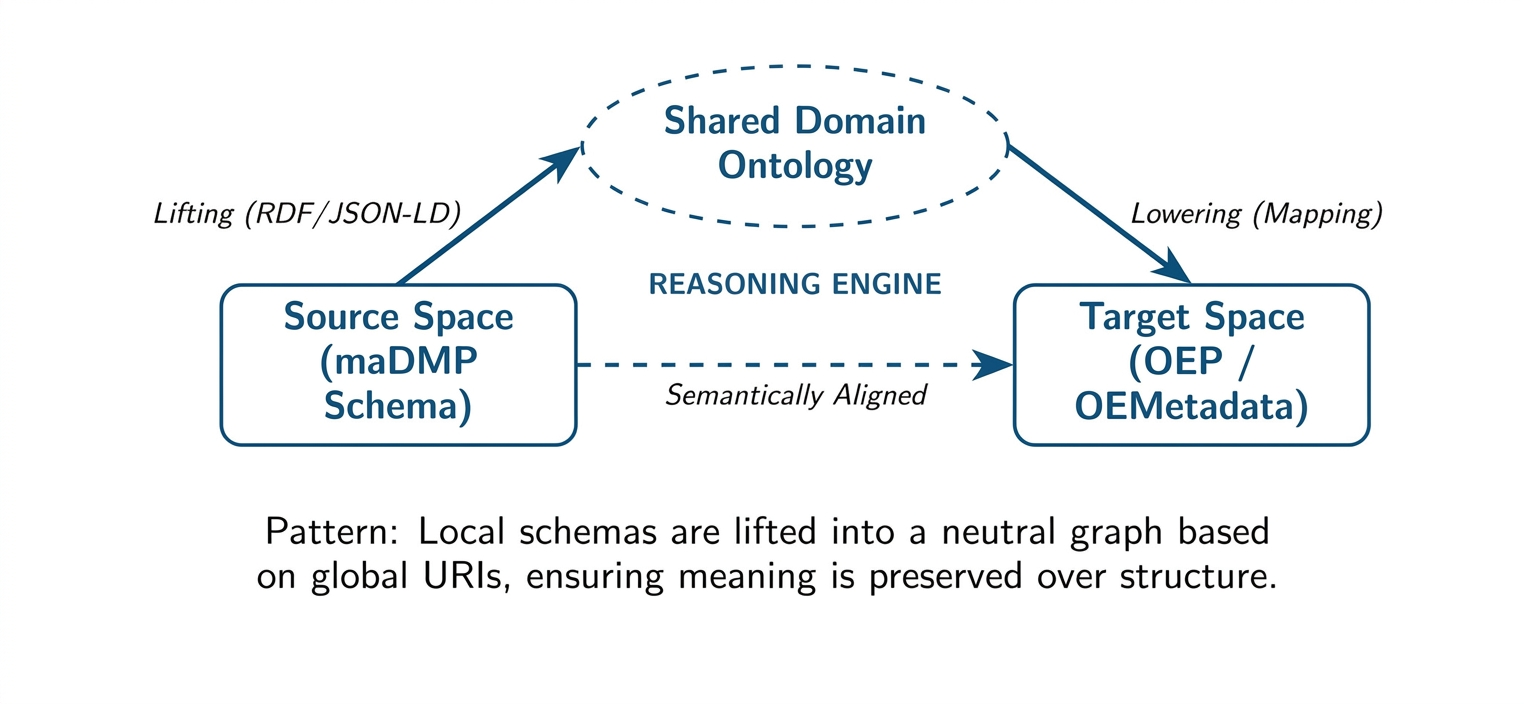 Shared Domain
Ontology
Lifting (RDF/JSON-LD)
Lowering (Mapping)
REASONING ENGINE
Source Space
(maDMP
Schema)
Semantically Aligned
Target Space
(OEP /
OEMetadata)
Pattern: Local schemas are lifted into a neutral graph based
on global URIs, ensuring meaning is preserved over structure.